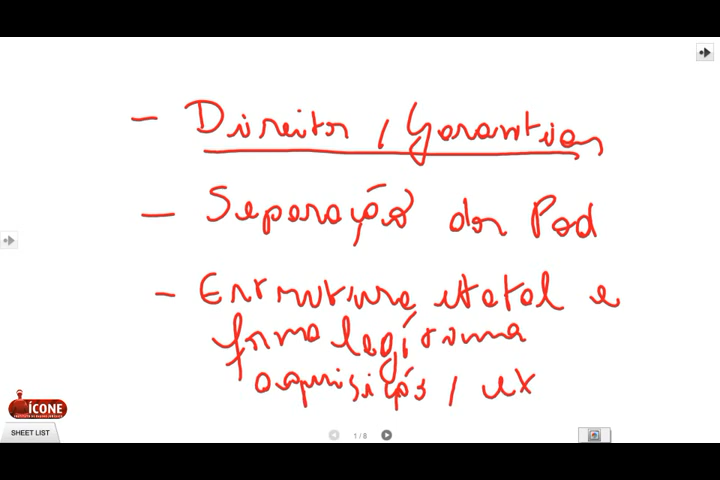 - Direitos / Garantias
- Separação dos Pod
- Estrutura estatal e
forma legítima
aquisição / ex
ÍCONE
SHEET LIST
1 / 8